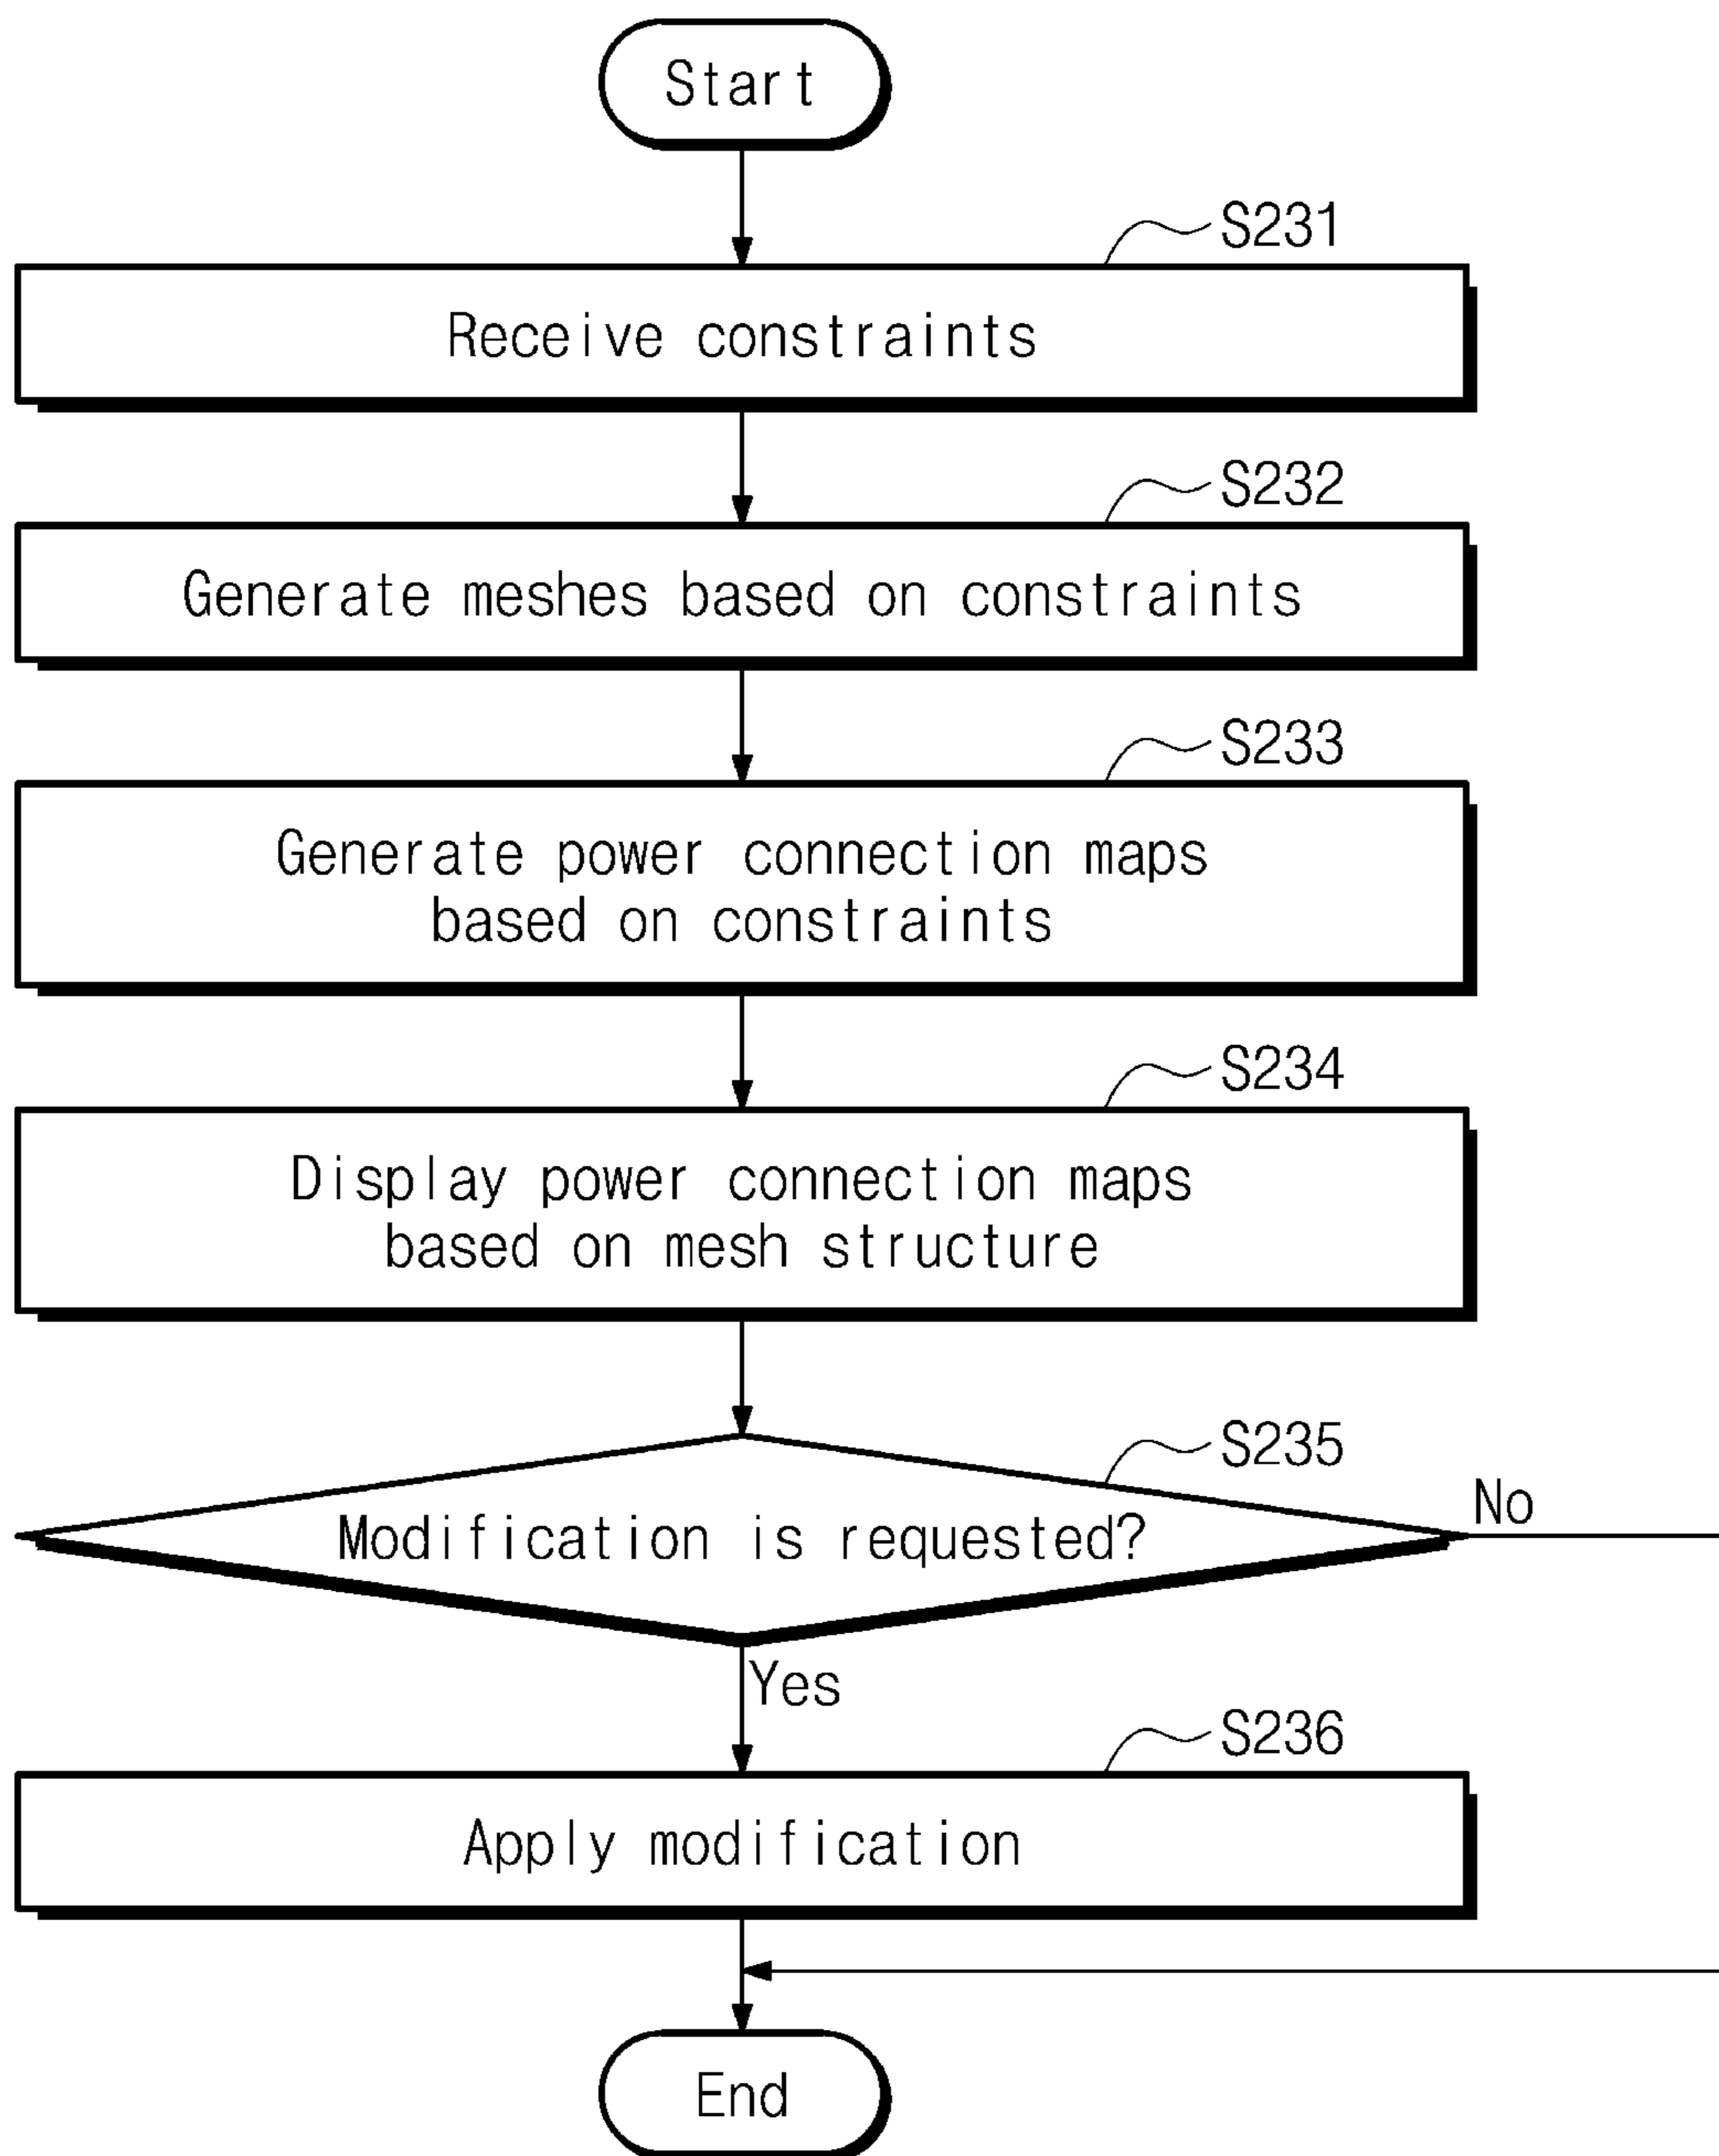 Start
S231
Receive constraints
S232
Generate meshes based on constraints
S233
Generate power connection maps
based on constraints
S234
Display power connection maps
based on mesh structure
S235
No
Modification is requested?
Yes
S236
Apply modification
End